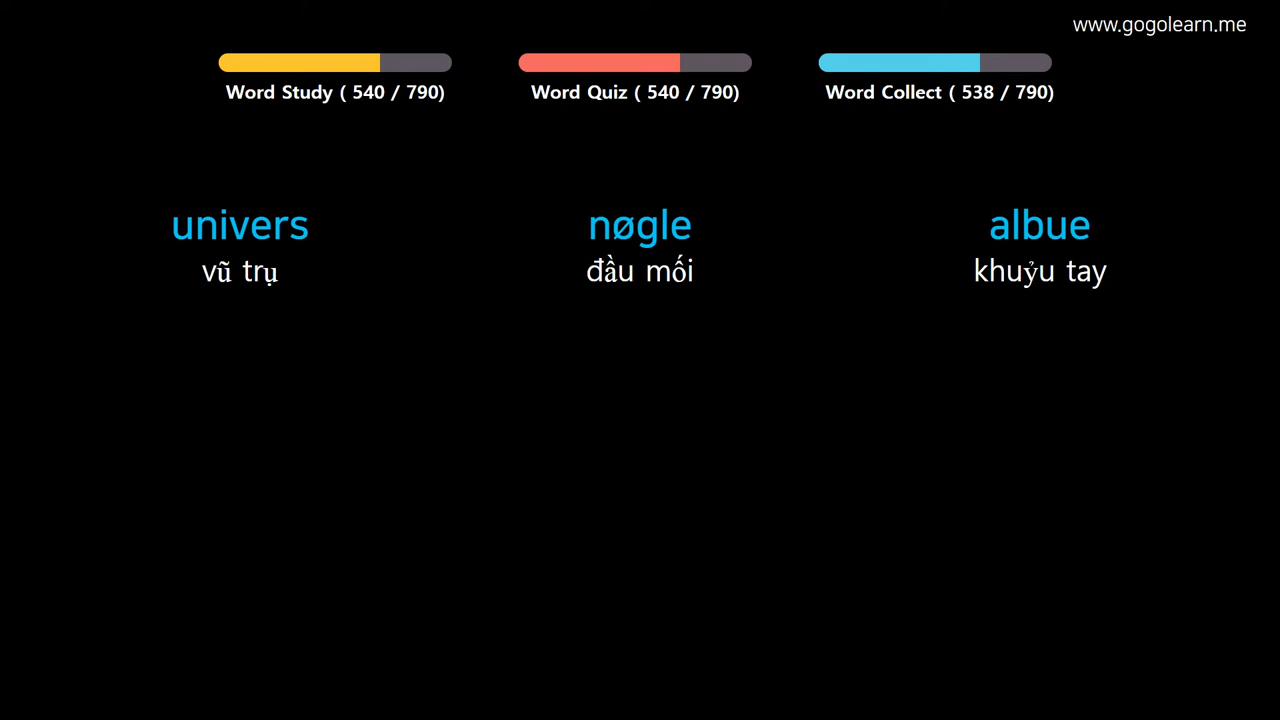 www.gogolearn.me
Word Study ( 540 / 790)
Word Quiz ( 540 / 790)
Word Collect ( 538 / 790)
univers
vũ trụ
nøgle
đầu mối
albue
khuỷu tay